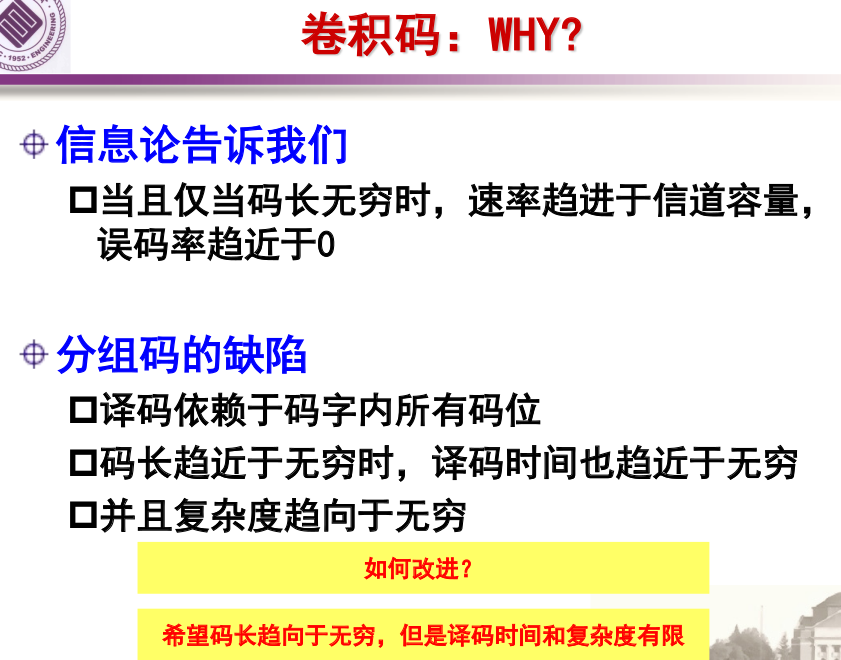 卷积码：WHY?
信息论告诉我们
当且仅当码长无穷时，速率趋进于信道容量，
误码率趋近于0
分组码的缺陷
译码依赖于码字内所有码位
码长趋近于无穷时，译码时间也趋近于无穷
并且复杂度趋向于无穷
如何改进？
希望码长趋向于无穷，但是译码时间和复杂度有限
1952·ENGINEERING